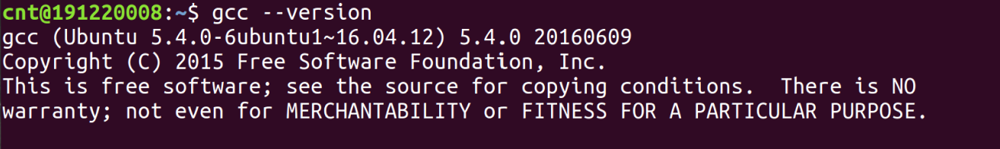 cnt@191220008:~$ gcc --version
gcc (Ubuntu 5.4.0-6ubuntu1~16.04.12) 5.4.0 20160609
Copyright (C) 2015 Free Software Foundation, Inc.
This is free software; see the source for copying conditions.  There is NO
warranty; not even for MERCHANTABILITY or FITNESS FOR A PARTICULAR PURPOSE.